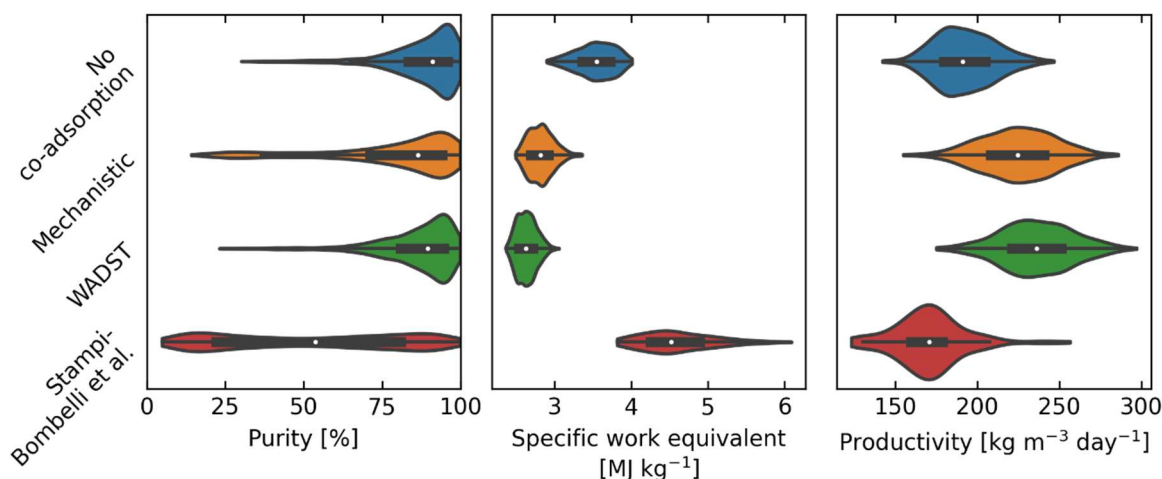 No
co-adsorption
Mechanistic
WADST
Stampi-
Bombelli et al.
0 25 50 75 100
Purity [%]
3 4 5 6
Specific work equivalent
[MJ kg⁻¹]
150 200 250 300
Productivity [kg m⁻³ day⁻¹]